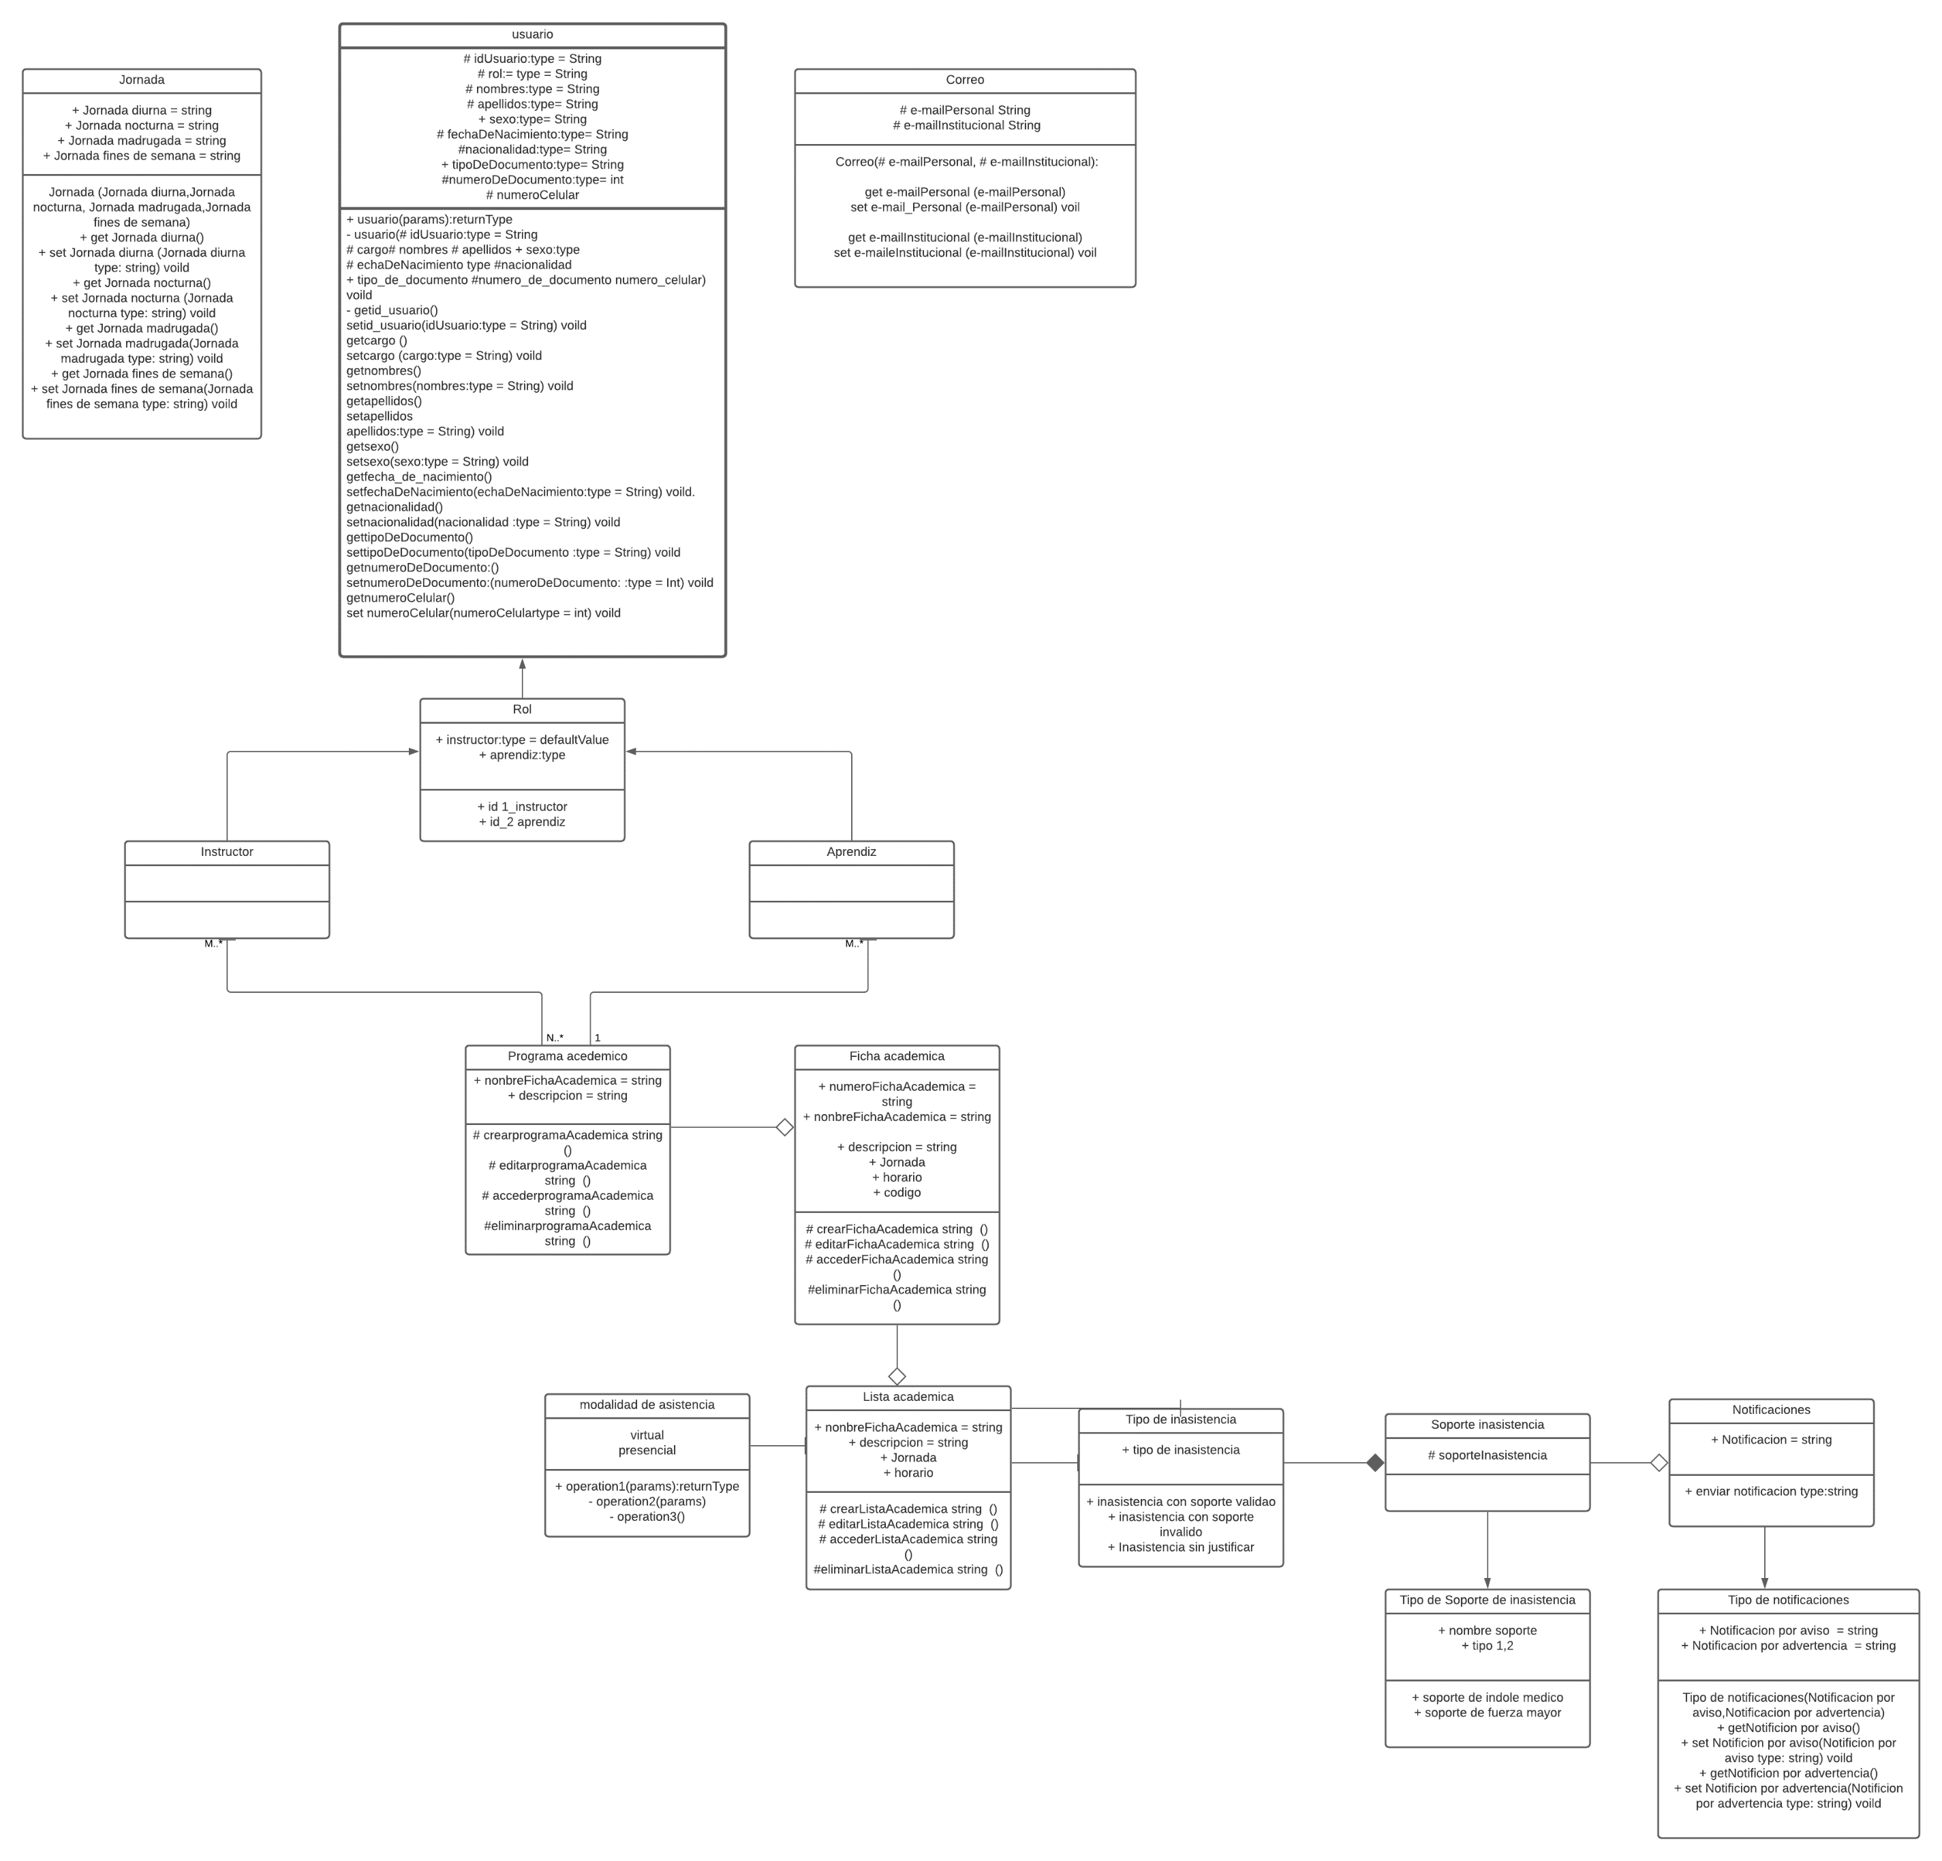 usuario
# idUsuario:type = String
# rol:= type = String
# nombres:type = String
# apellidos:type= String
+ sexo:type= String
# fechaDeNacimiento:type= String
#nacionalidad:type= String
+ tipoDeDocumento:type= String
#numeroDeDocumento:type= int
# numeroCelular
+ usuario(params):returnType
- usuario(# idUsuario:type = String
# cargo# nombres # apellidos + sexo:type
# echaDeNacimiento type #nacionalidad
+ tipo_de_documento #numero_de_documento numero_celular)
voild
- getid_usuario()
setid_usuario(idUsuario:type = String) voild
getcargo ()
setcargo (cargo:type = String) voild
getnombres()
setnombres(nombres:type = String) voild
getapellidos()
setapellidos
apellidos:type = String) voild
getsexo()
setsexo(sexo:type = String) voild
getfecha_de_nacimiento()
setfechaDeNacimiento(echaDeNacimiento:type = String) voild.
getnacionalidad()
setnacionalidad(nacionalidad :type = String) voild
gettipoDeDocumento()
settipoDeDocumento(tipoDeDocumento :type = String) voild
getnumeroDeDocumento:()
setnumeroDeDocumento:(numeroDeDocumento: :type = Int) voild
getnumeroCelular()
set numeroCelular(numeroCelulartype = int) voild
Jornada
+ Jornada diurna = string
+ Jornada nocturna = string
+ Jornada madrugada = string
+ Jornada fines de semana = string
Jornada (Jornada diurna,Jornada
nocturna, Jornada madrugada,Jornada
fines de semana)
+ get Jornada diurna()
+ set Jornada diurna (Jornada diurna
type: string) voild
+ get Jornada nocturna()
+ set Jornada nocturna (Jornada
nocturna type: string) voild
+ get Jornada madrugada()
+ set Jornada madrugada(Jornada
madrugada type: string) voild
+ get Jornada fines de semana()
+ set Jornada fines de semana(Jornada
fines de semana type: string) voild
Correo
# e-mailPersonal String
# e-mailInstitucional String
Correo(# e-mailPersonal, # e-mailInstitucional):
get e-mailPersonal (e-mailPersonal)
set e-mail_Personal (e-mailPersonal) voil
get e-mailInstitucional (e-mailInstitucional)
set e-maileInstitucional (e-mailInstitucional) voil
Rol
+ instructor:type = defaultValue
+ aprendiz:type
+ id 1_instructor
+ id_2 aprendiz
Instructor
Aprendiz
M..*
M..*
N..*
1
Programa acedemico
+ nonbreFichaAcademica = string
+ descripcion = string
# crearprogramaAcademica string
()
# editarprogramaAcademica
string ()
# accederprogramaAcademica
string ()
#eliminarprogramaAcademica
string ()
Ficha academica
+ numeroFichaAcademica =
string
+ nonbreFichaAcademica = string
+ descripcion = string
+ Jornada
+ horario
+ codigo
# crearFichaAcademica string ()
# editarFichaAcademica string ()
# accederFichaAcademica string
()
#eliminarFichaAcademica string
()
modalidad de asistencia
virtual
presencial
+ operation1(params):returnType
- operation2(params)
- operation3()
Lista academica
+ nonbreFichaAcademica = string
+ descripcion = string
+ Jornada
+ horario
# crearListaAcademica string ()
# editarListaAcademica string ()
# accederListaAcademica string
()
#eliminarListaAcademica string ()
Tipo de inasistencia
+ tipo de inasistencia
+ inasistencia con soporte validao
+ inasistencia con soporte
invalido
+ Inasistencia sin justificar
Soporte inasistencia
# soporteInasistencia
Notificaciones
+ Notificacion = string
+ enviar notificacion type:string
Tipo de Soporte de inasistencia
+ nombre soporte
+ tipo 1,2
+ soporte de indole medico
+ soporte de fuerza mayor
Tipo de notificaciones
+ Notificacion por aviso = string
+ Notificacion por advertencia = string
Tipo de notificaciones(Notificacion por
aviso,Notificacion por advertencia)
+ getNotificion por aviso()
+ set Notificion por aviso(Notificion por
aviso type: string) voild
+ getNotificion por advertencia()
+ set Notificion por advertencia(Notificion
por advertencia type: string) voild